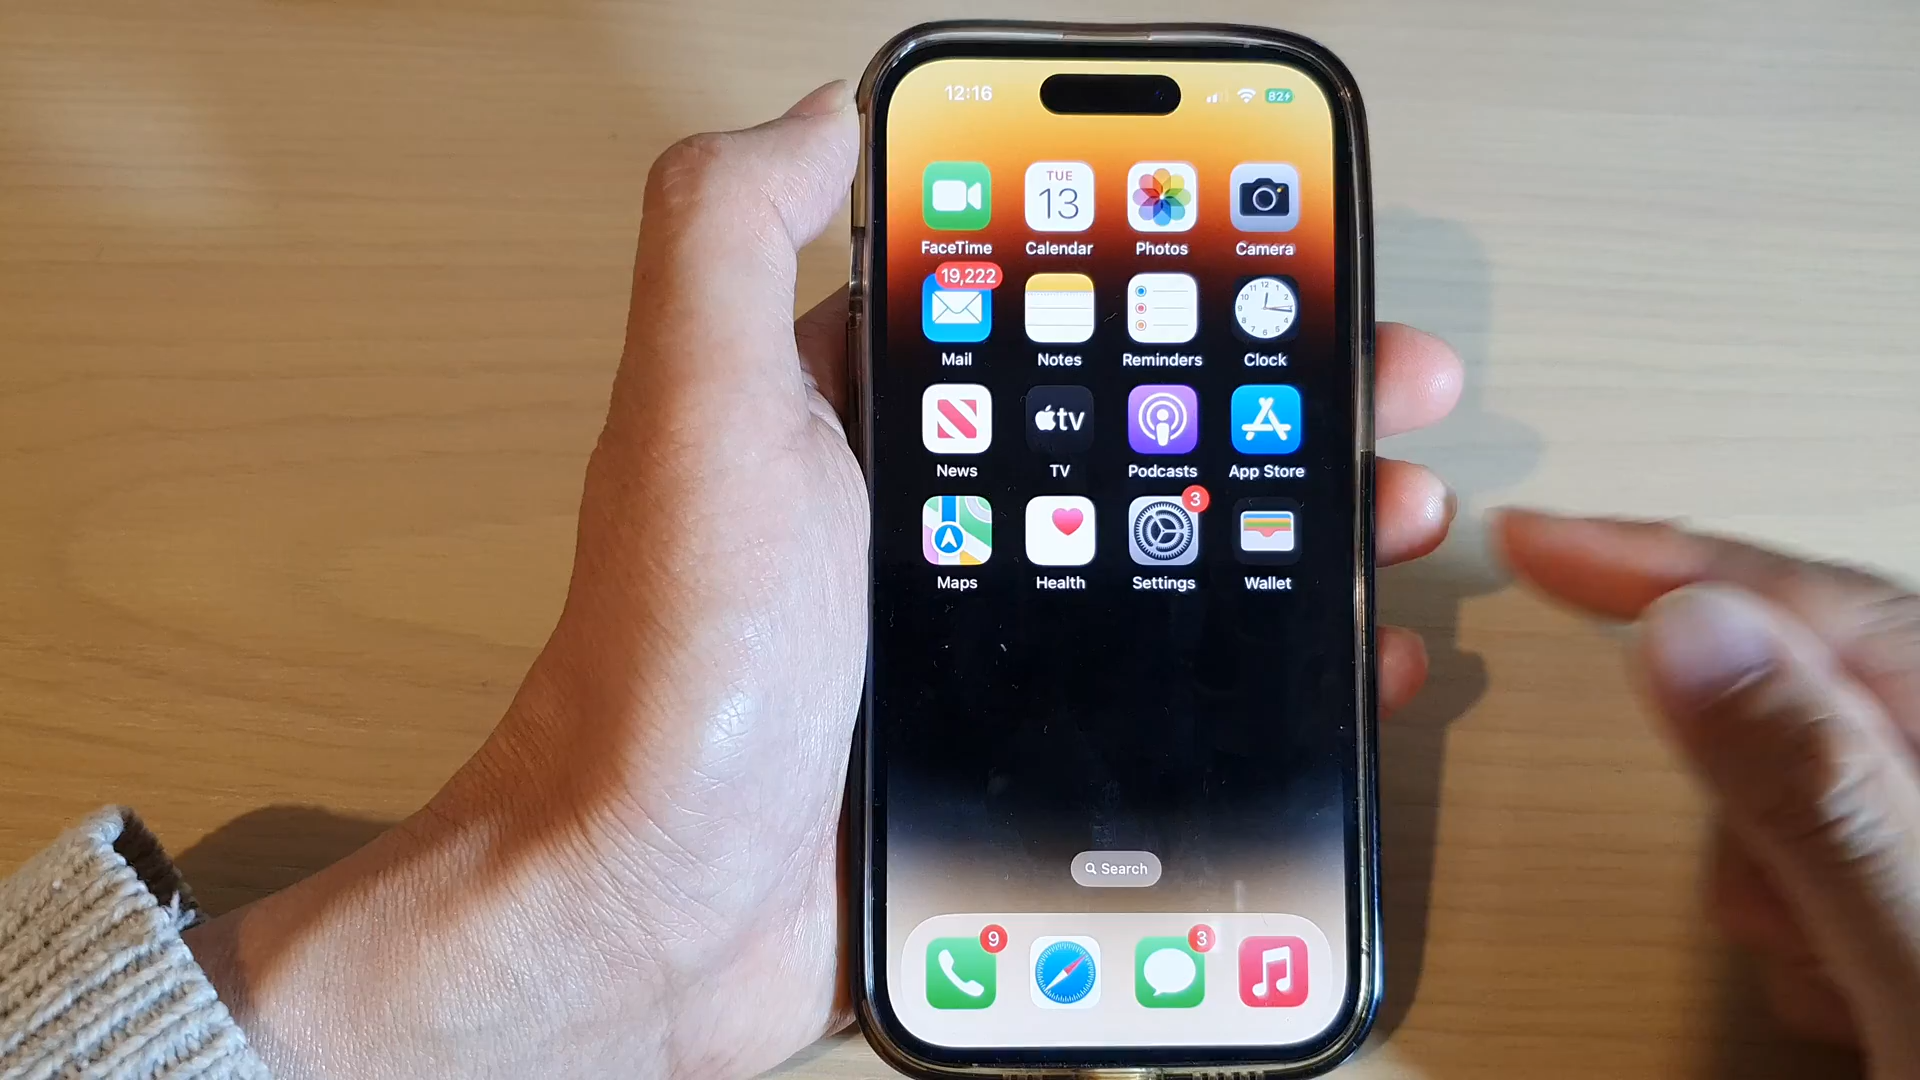 12:16 82
TUE
13
FaceTime Calendar Photos Camera
19,222
Mail Notes Reminders Clock
tv
News TV Podcasts App Store
3
Maps Health Settings Wallet
Search
9 3